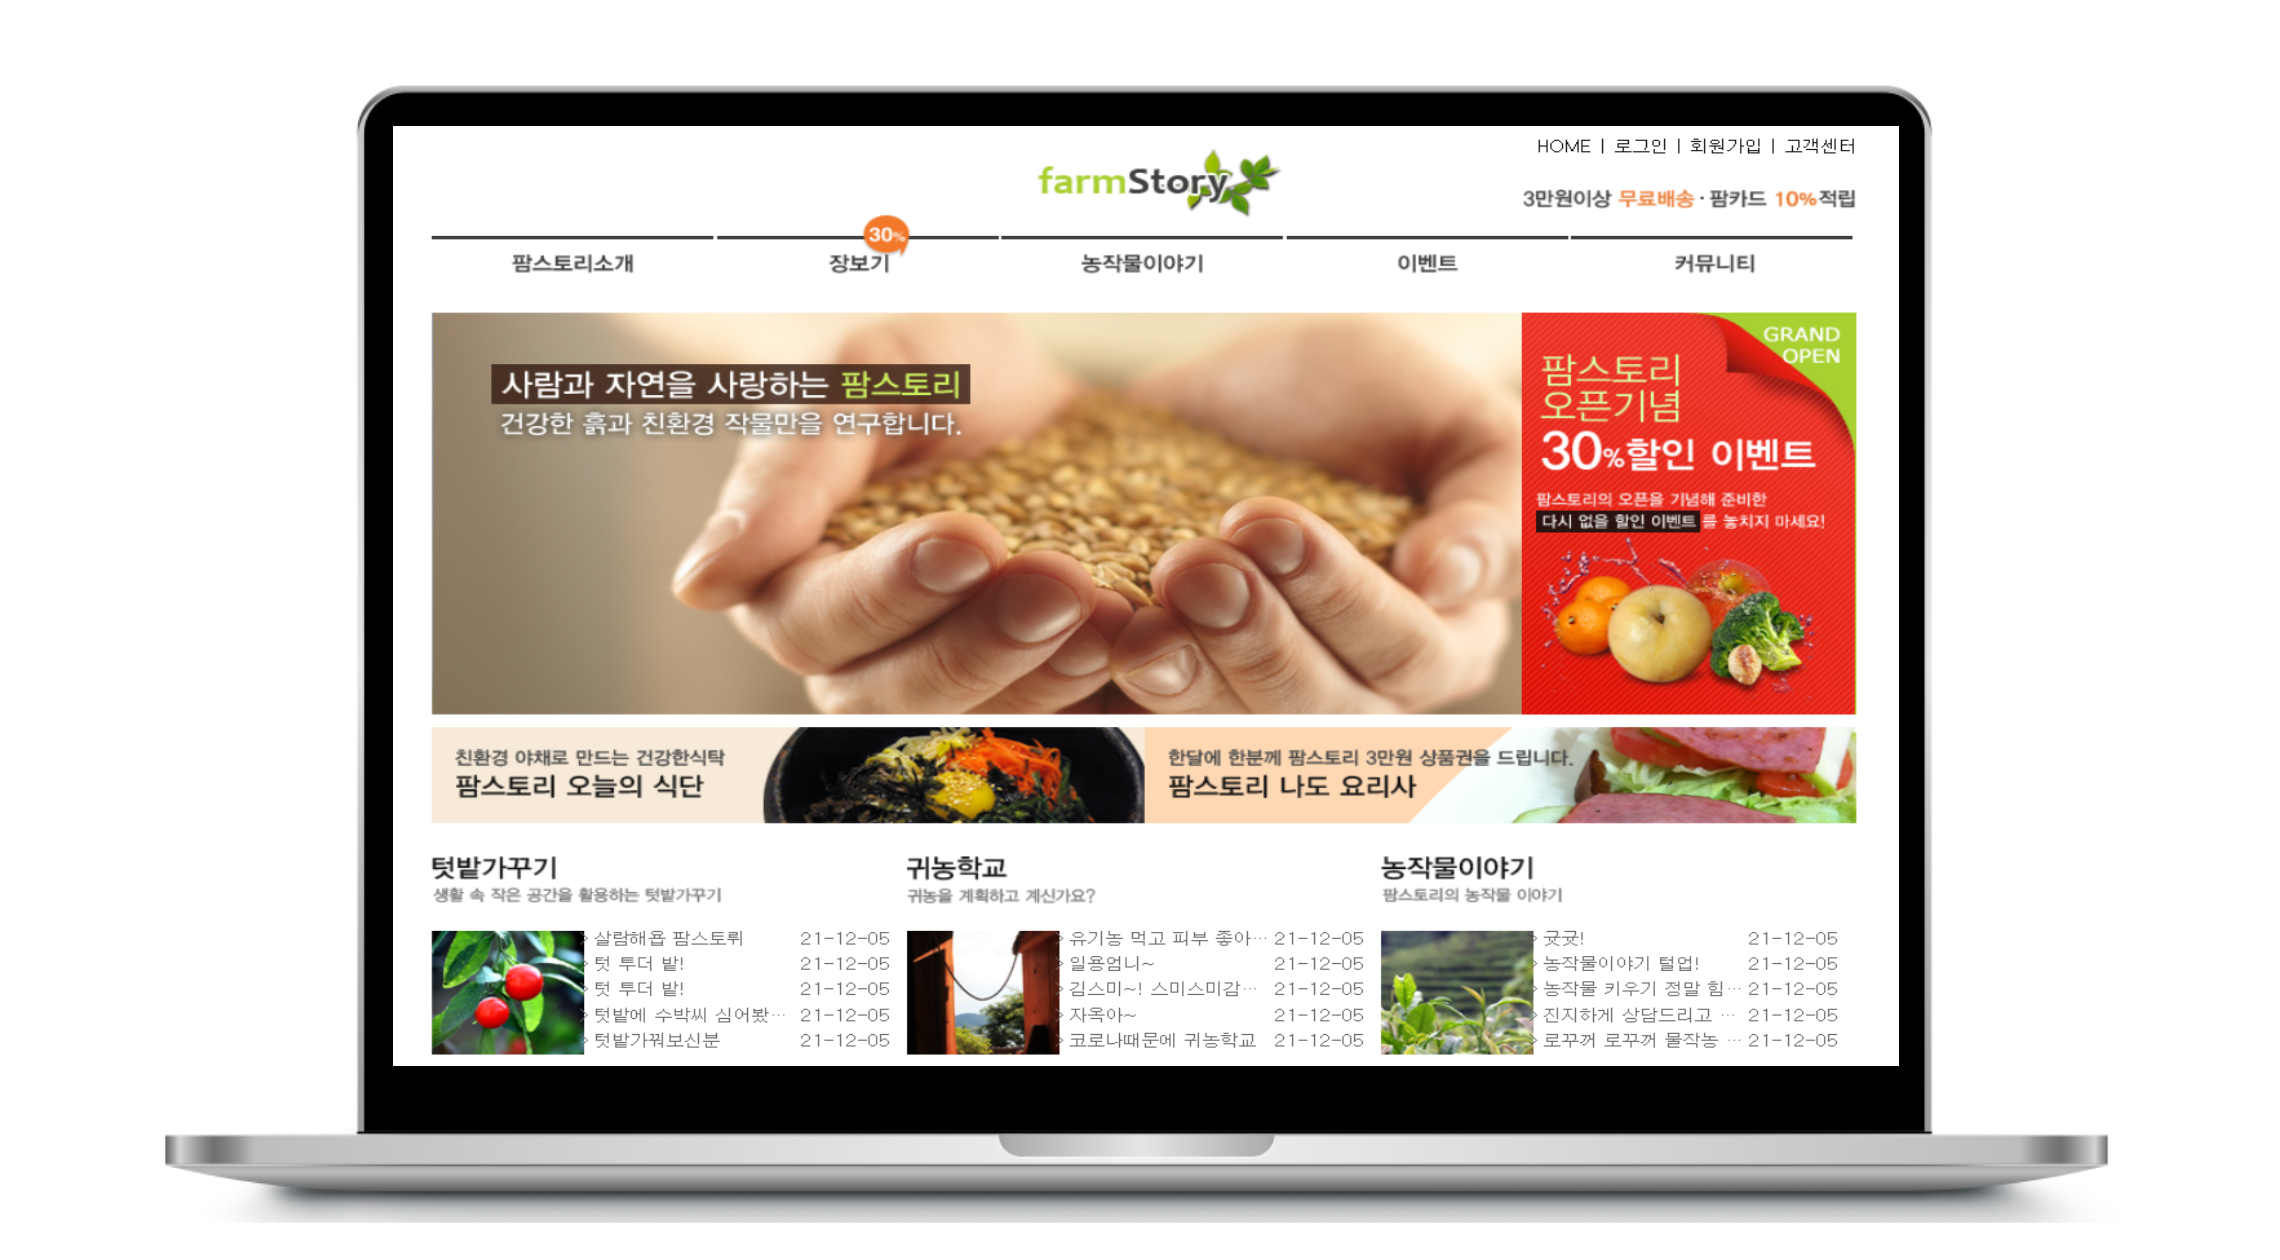 HOME | 로그인 | 회원가입 | 고객센터
farmStory
3만원이상 무료배송 · 팜카드 10%적립
30%
팜스토리소개 장보기 농작물이야기 이벤트 커뮤니티
사람과 자연을 사랑하는 팜스토리
건강한 흙과 친환경 작물만을 연구합니다.
GRAND
OPEN
팜스토리
오픈기념
30%할인 이벤트
팜스토리의 오픈을 기념해 준비한
다시 없을 할인 이벤트 를 놓치지 마세요!
친환경 야채로 만드는 건강한식탁
팜스토리 오늘의 식단
한달에 한분께 팜스토리 3만원 상품권을 드립니다.
팜스토리 나도 요리사
텃밭가꾸기
생활 속 작은 공간을 활용하는 텃밭가꾸기
> 살람해욥 팜스토뤼 21-12-05
> 텃 투더 밭! 21-12-05
> 텃 투더 밭! 21-12-05
> 텃밭에 수박씨 심어봤… 21-12-05
> 텃밭가꿔보신분 21-12-05
귀농학교
귀농을 계획하고 계신가요?
> 유기농 먹고 피부 좋아… 21-12-05
> 일용엄니~ 21-12-05
> 김스미~! 스미스미감… 21-12-05
> 자옥아~ 21-12-05
> 코로나때문에 귀농학교 21-12-05
농작물이야기
팜스토리의 농작물 이야기
> 굿굿! 21-12-05
> 농작물이야기 털업! 21-12-05
> 농작물 키우기 정말 힘… 21-12-05
> 진지하게 상담드리고 … 21-12-05
> 로꾸꺼 로꾸꺼 물작농 … 21-12-05